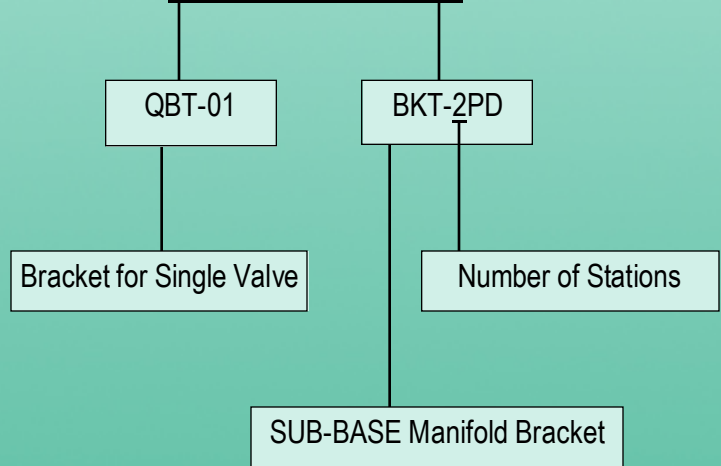 QBT-01
BKT-2PD
Bracket for Single Valve
Number of Stations
SUB-BASE Manifold Bracket